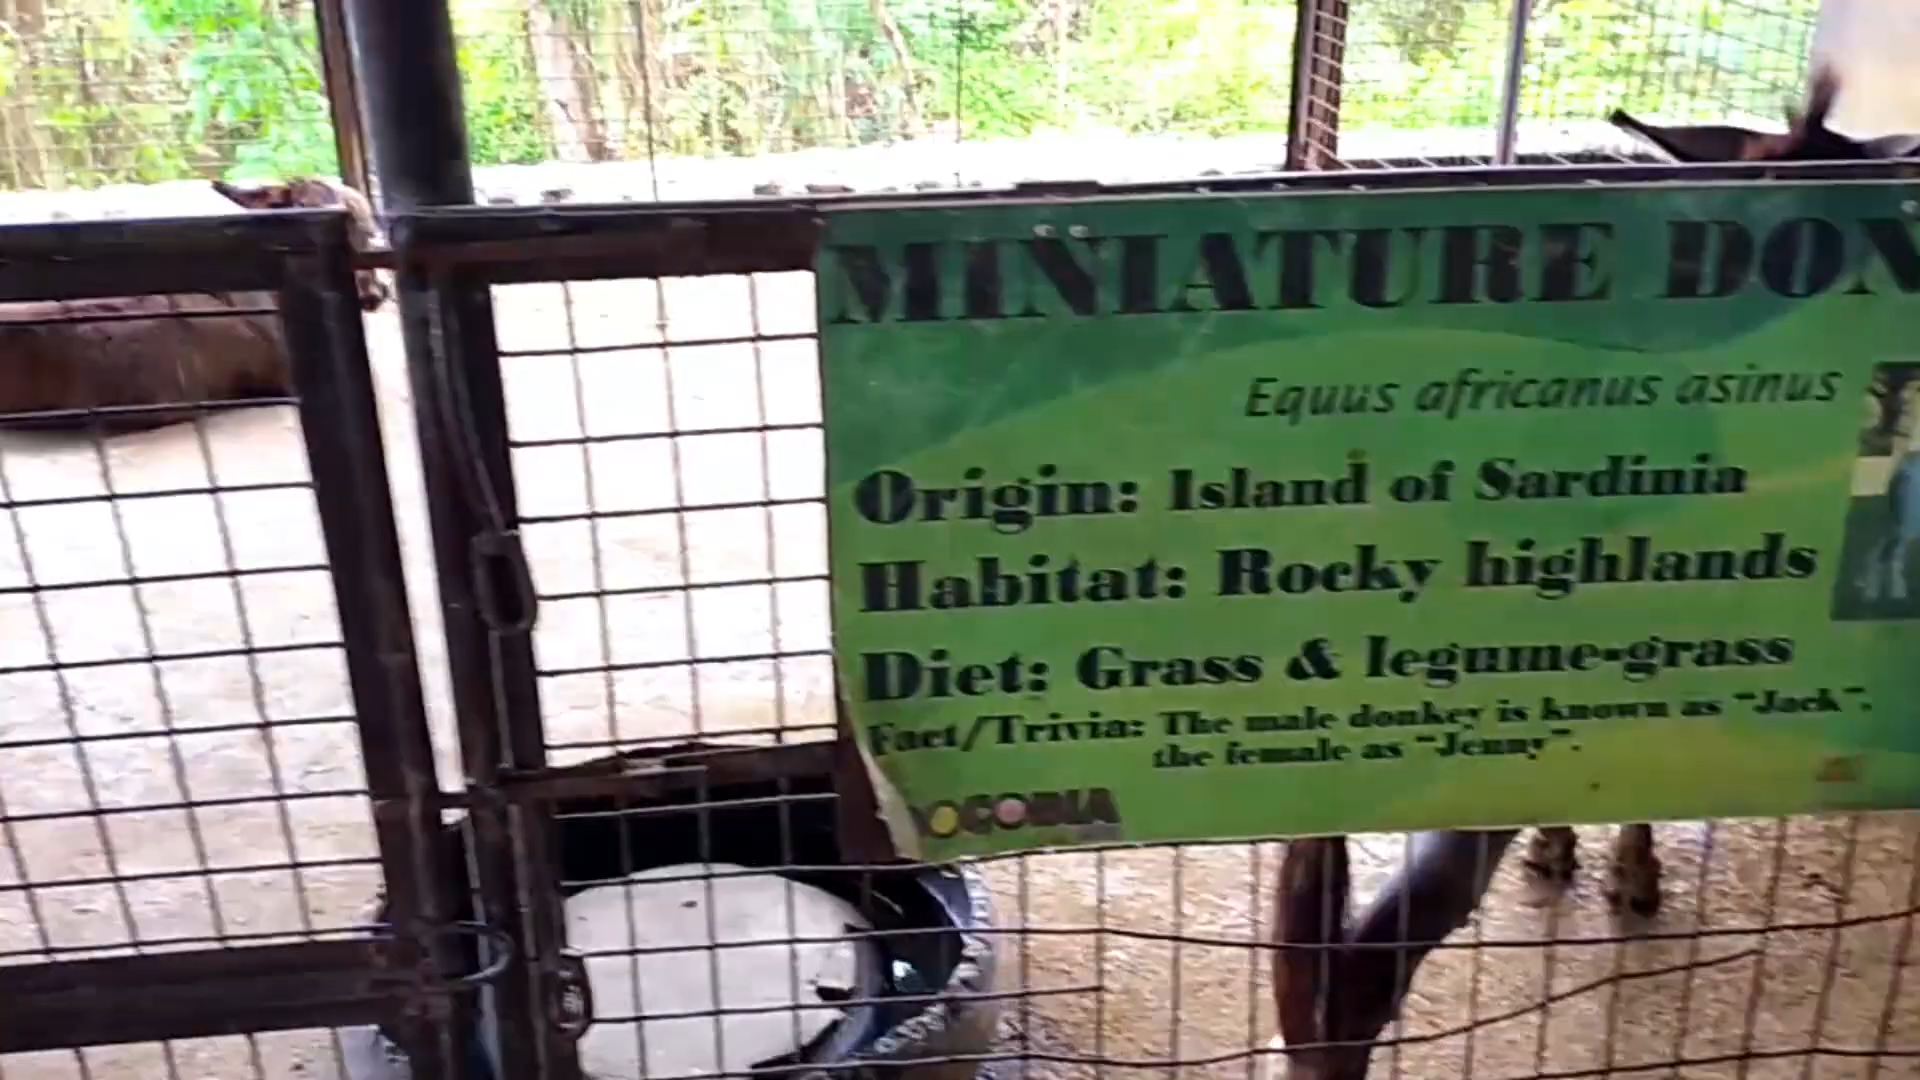 MINIATURE DON
Equus africanus asinus
Origin: Island of Sardinia
Habitat: Rocky highlands
Diet: Grass & legume-grass
Fact/Trivia: The male donkey is known as "Jack".
the female as "Jenny".
OCOBIA